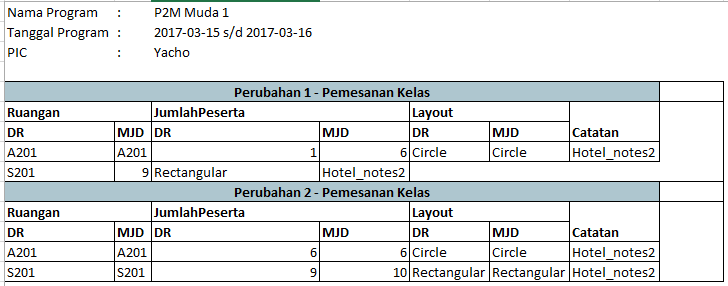 Nama Program : P2M Muda 1
Tanggal Program : 2017-03-15 s/d 2017-03-16
PIC : Yacho
Perubahan 1 - Pemesanan Kelas
Ruangan JumlahPeserta Layout
DR MJD DR MJD DR MJD Catatan
A201 A201 1 6 Circle Circle Hotel_notes2
S201 9 Rectangular Hotel_notes2
Perubahan 2 - Pemesanan Kelas
Ruangan JumlahPeserta Layout
DR MJD DR MJD DR MJD Catatan
A201 A201 6 6 Circle Circle Hotel_notes2
S201 S201 9 10 Rectangular Rectangular Hotel_notes2